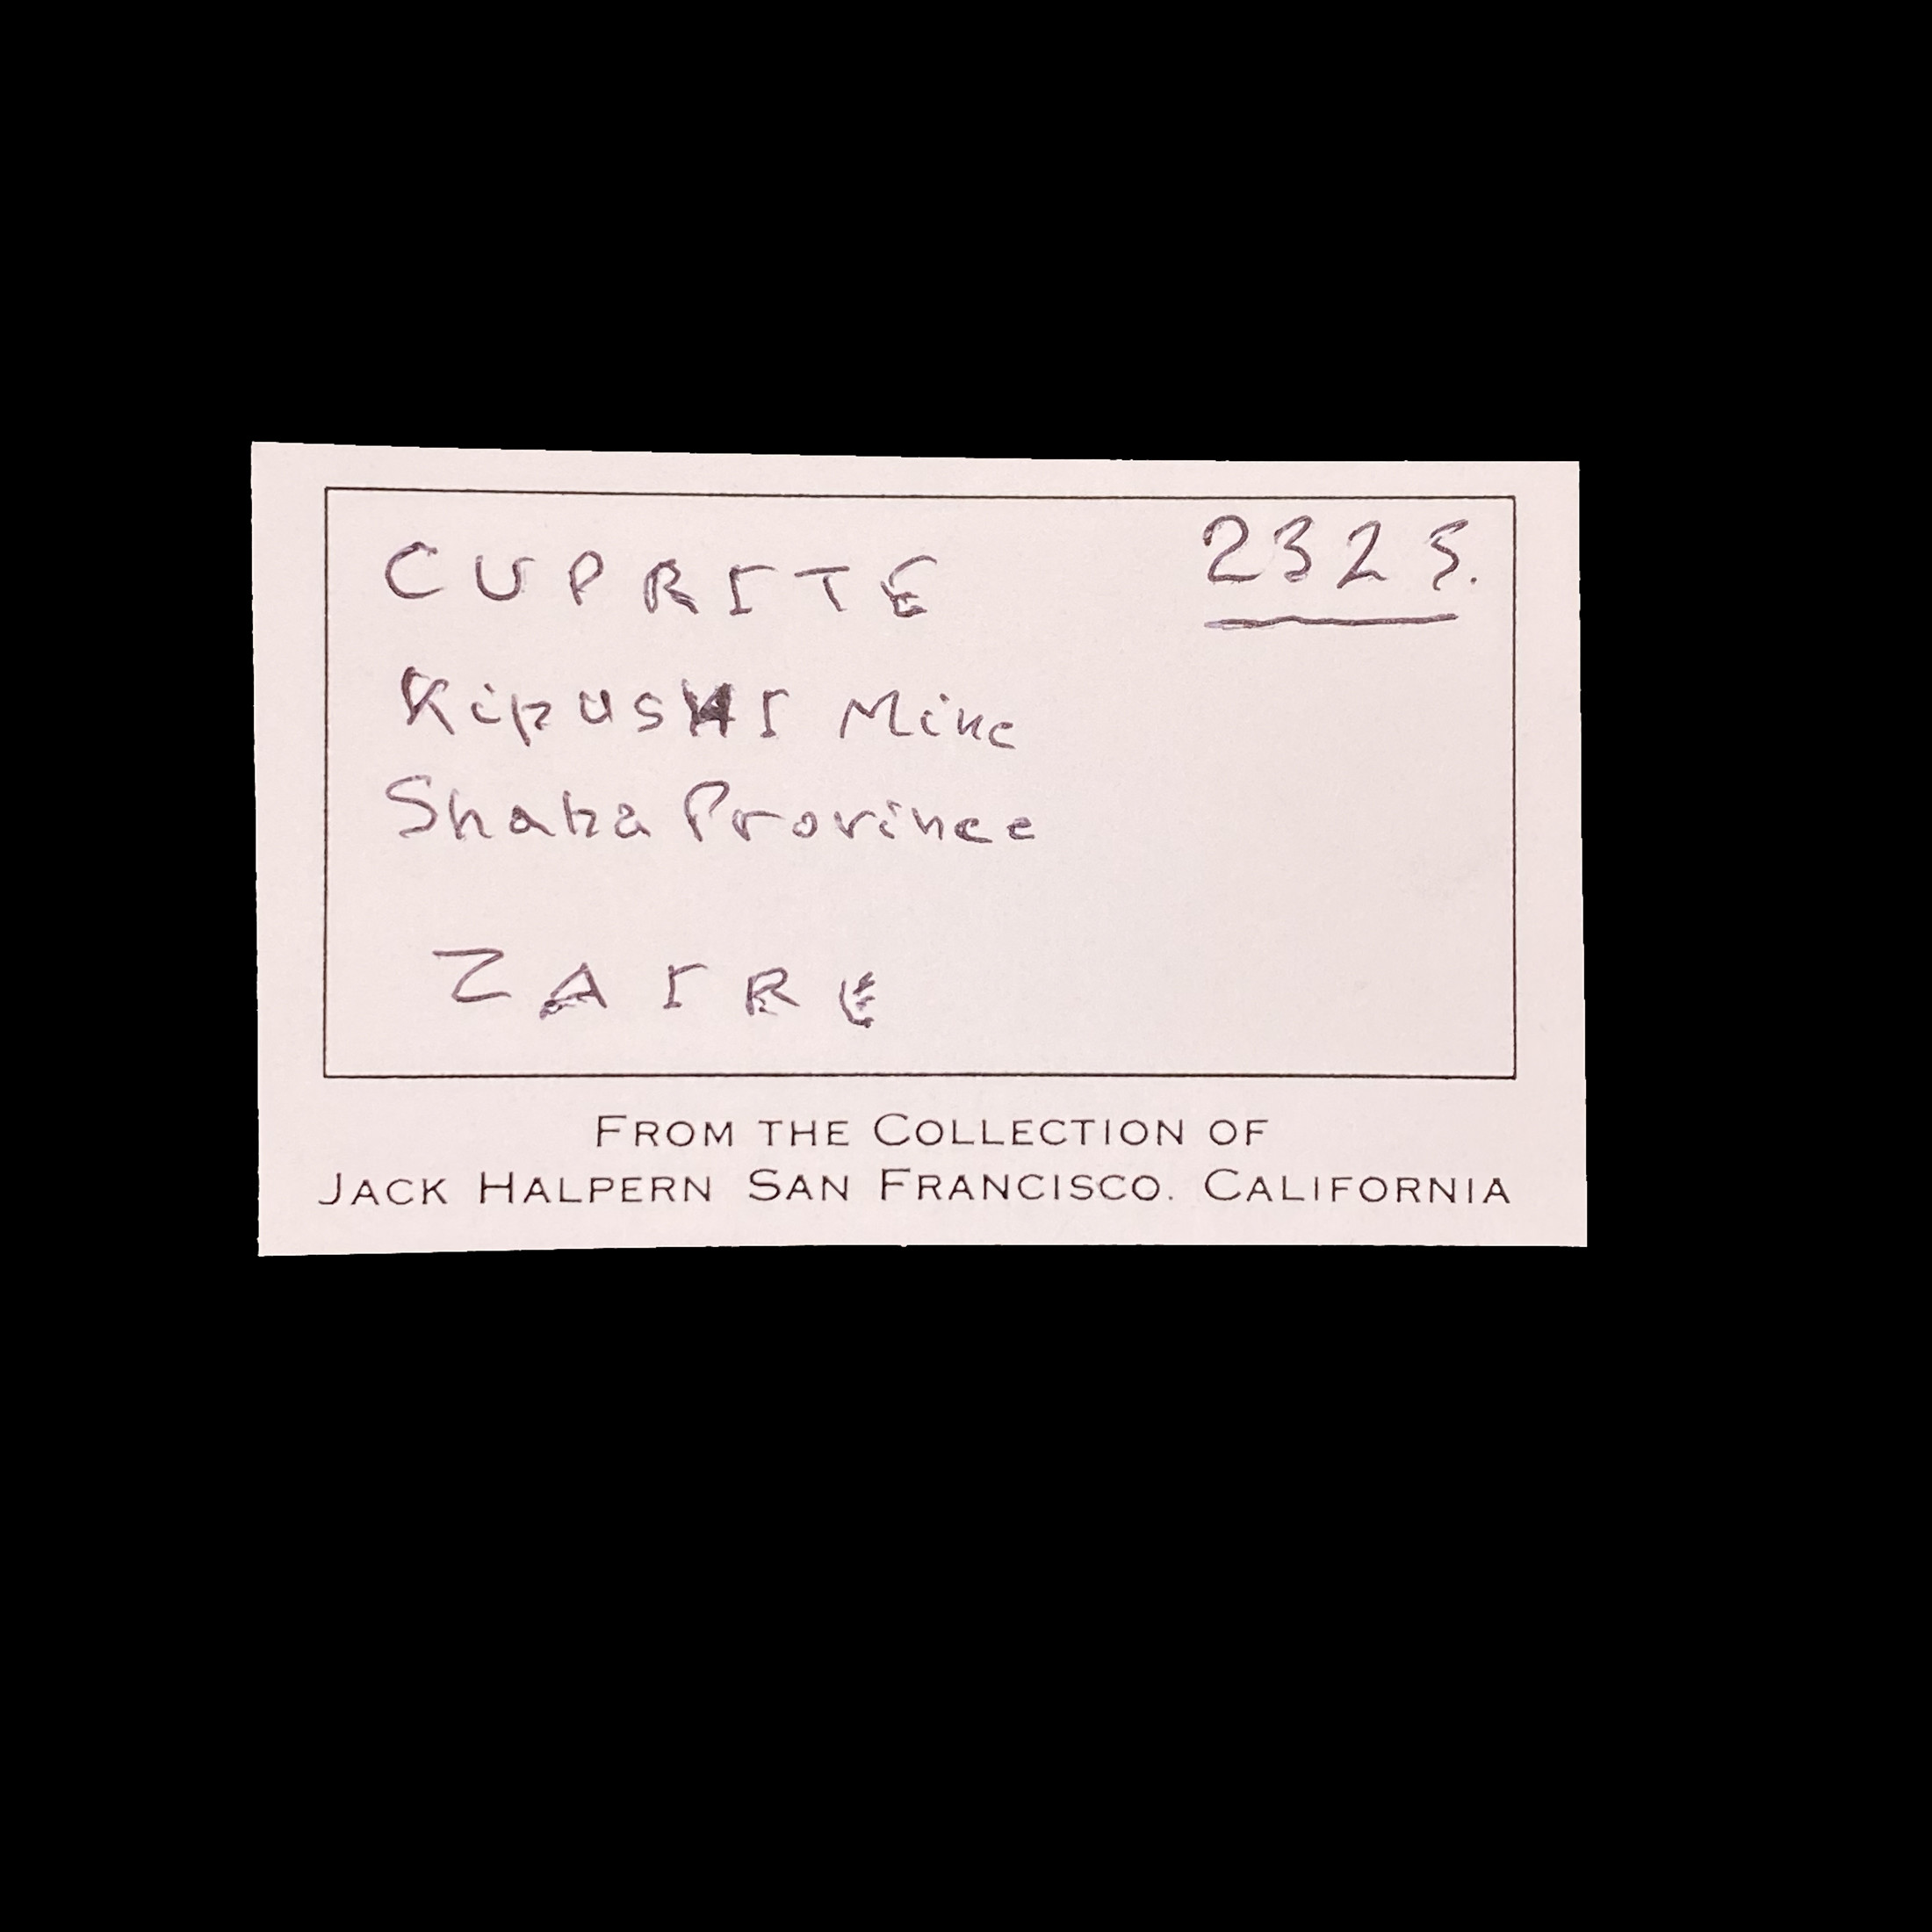 CUPRITE 2325.
KipusHI Mine
Shaba Province
ZAIRE
FROM THE COLLECTION OF
JACK HALPERN SAN FRANCISCO. CALIFORNIA